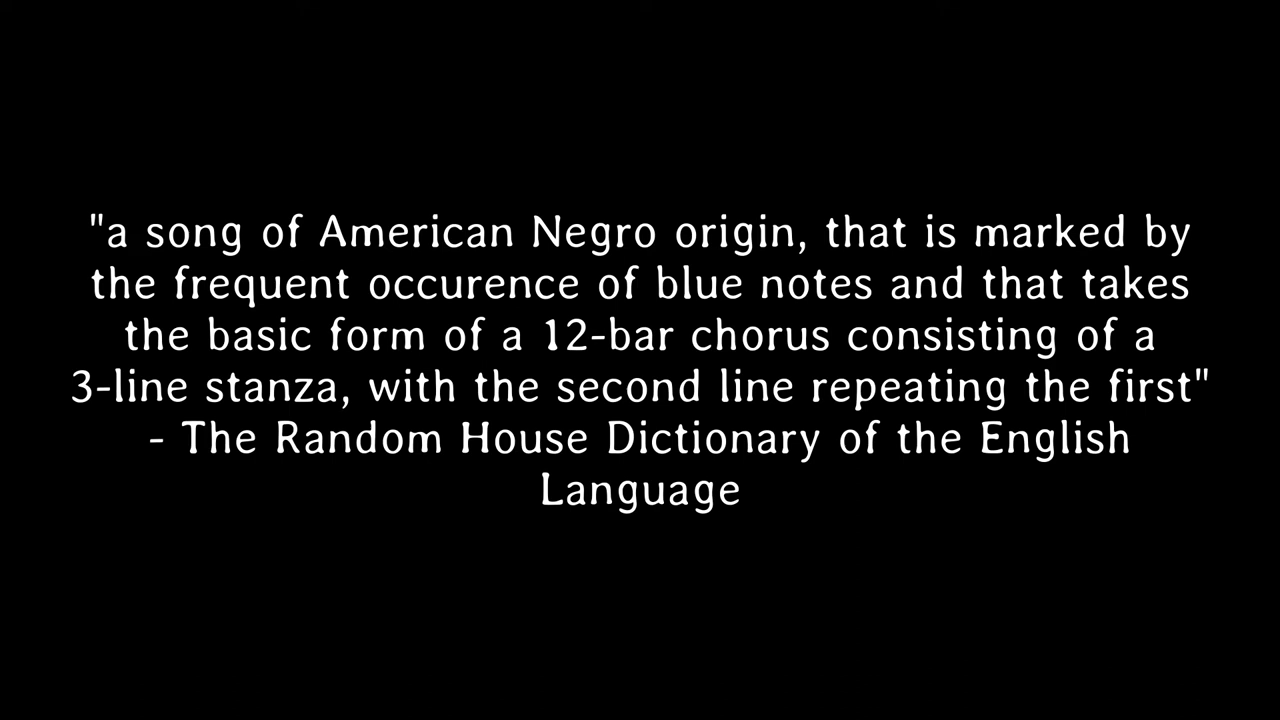 "a song of American Negro origin, that is marked by
the frequent occurence of blue notes and that takes
the basic form of a 12-bar chorus consisting of a
3-line stanza, with the second line repeating the first"
- The Random House Dictionary of the English
Language